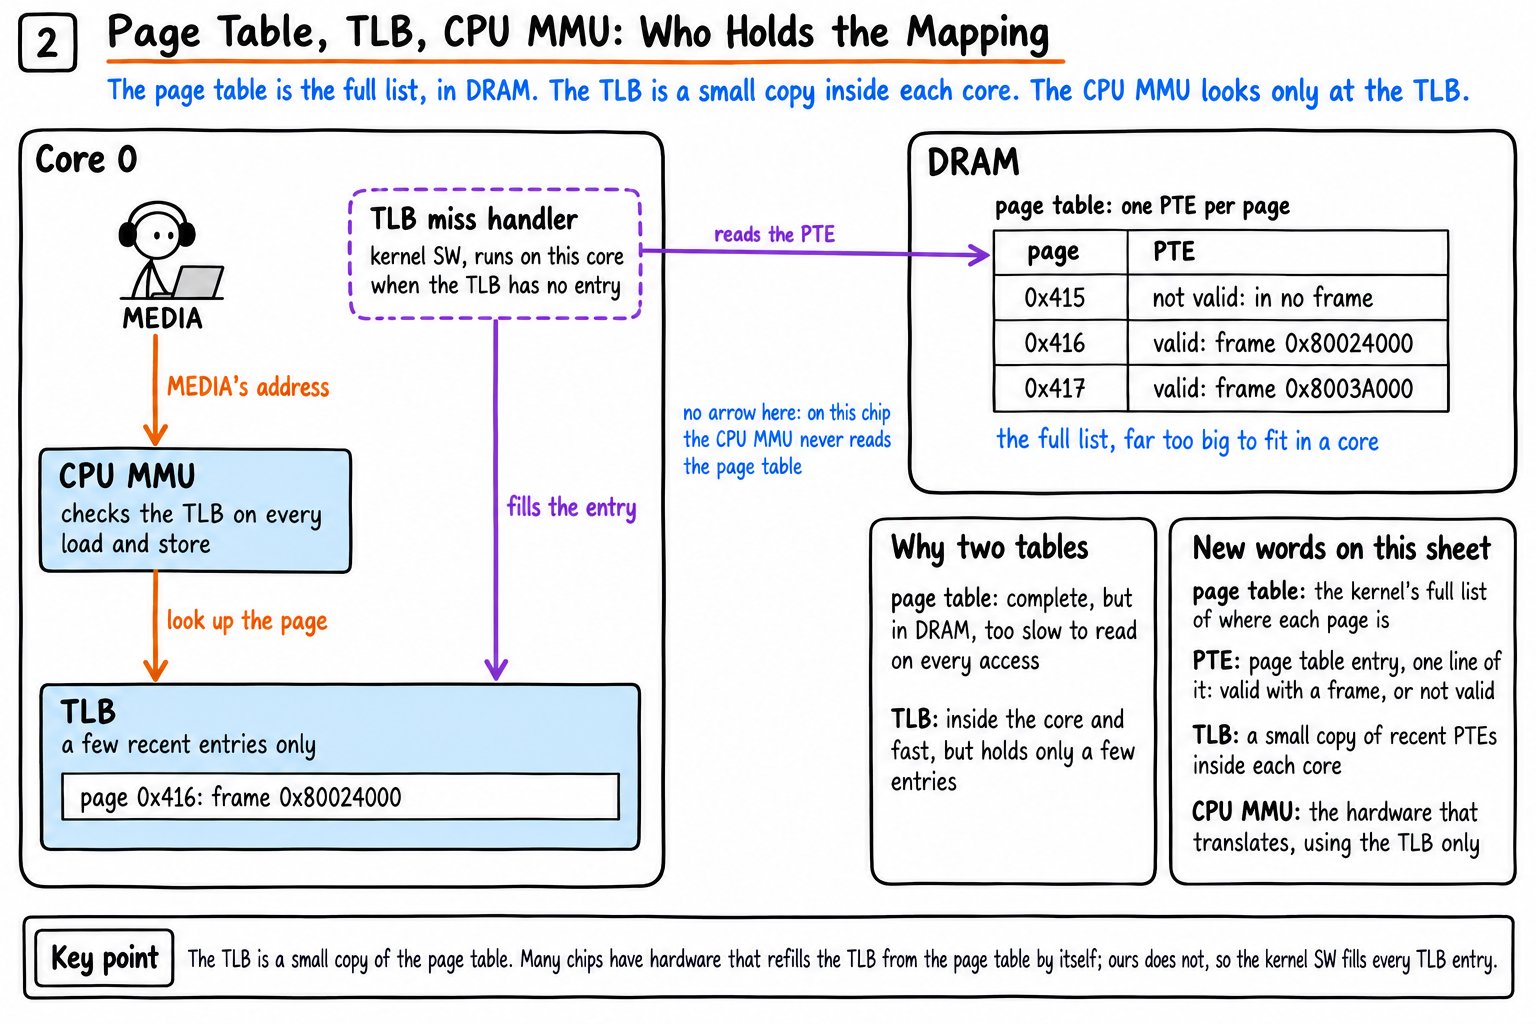 2
Page Table, TLB, CPU MMU: Who Holds the Mapping
The page table is the full list, in DRAM. The TLB is a small copy inside each core. The CPU MMU looks only at the TLB.
Core 0
MEDIA
TLB miss handler
kernel SW, runs on this core
when the TLB has no entry
reads the PTE
MEDIA's address
CPU MMU
checks the TLB on every
load and store
fills the entry
look up the page
TLB
a few recent entries only
page 0x416: frame 0x80024000
no arrow here: on this chip
the CPU MMU never reads
the page table
DRAM
page table: one PTE per page
page PTE
0x415 not valid: in no frame
0x416 valid: frame 0x80024000
0x417 valid: frame 0x8003A000
the full list, far too big to fit in a core
Why two tables
page table: complete, but
in DRAM, too slow to read
on every access
TLB: inside the core and
fast, but holds only a few
entries
New words on this sheet
page table: the kernel's full list
of where each page is
PTE: page table entry, one line of
it: valid with a frame, or not valid
TLB: a small copy of recent PTEs
inside each core
CPU MMU: the hardware that
translates, using the TLB only
Key point
The TLB is a small copy of the page table. Many chips have hardware that refills the TLB from the page table by itself; ours does not, so the kernel SW fills every TLB entry.